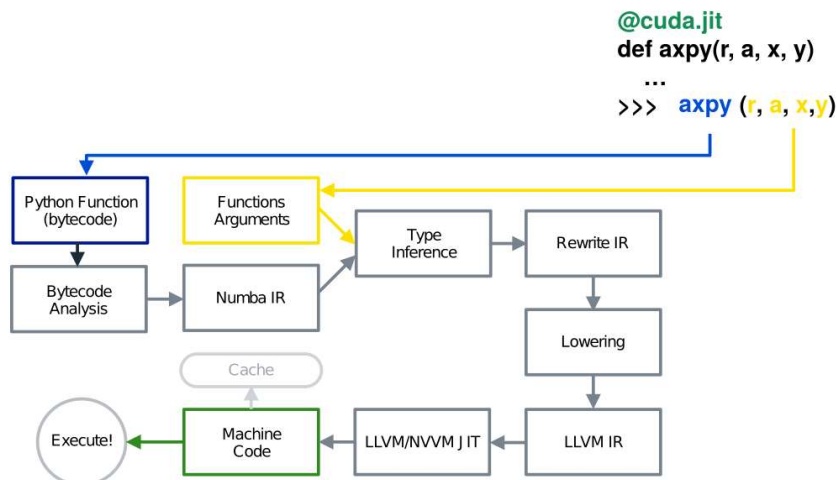 @cuda.jit
def axpy(r, a, x, y)
...
>>> axpy (r, a, x,y)
Python Function
(bytecode)
Functions
Arguments
Type
Inference
Rewrite IR
Bytecode
Analysis
Numba IR
Lowering
Cache
Execute!
Machine
Code
LLVM/NVVM JIT
LLVM IR